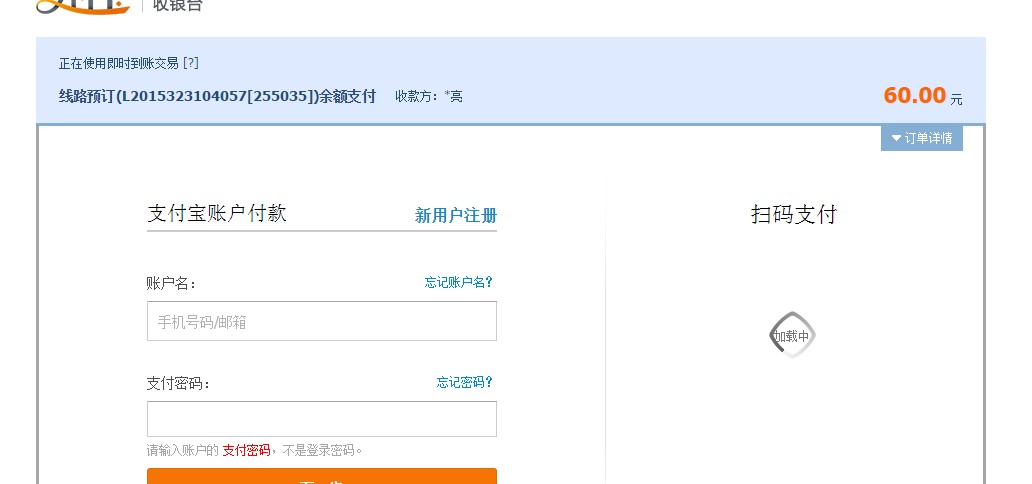 收银台
正在使用即时到账交易 [?]
线路预订(L2015323104057[255035])余额支付 收款方：*亮 60.00 元
订单详情
支付宝账户付款 新用户注册 扫码支付
账户名： 忘记账户名?
手机号码/邮箱
加载中
支付密码： 忘记密码?
请输入账户的 支付密码，不是登录密码。